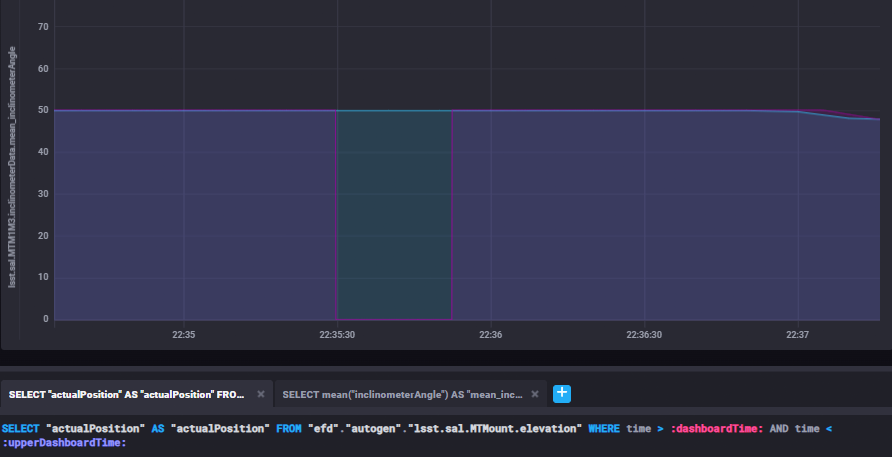 lsst.sal.MTM1M3.inclinometerData.mean_inclinometerAngle
70
60
50
40
30
20
10
0
22:35
22:35:30
22:36
22:36:30
22:37
SELECT "actualPosition" AS "actualPosition" FRO... ×
SELECT mean("inclinometerAngle") AS "mean_inc... ×
+
SELECT "actualPosition" AS "actualPosition" FROM "efd"."autogen"."lsst.sal.MTMount.elevation" WHERE time > :dashboardTime: AND time <
:upperDashboardTime: